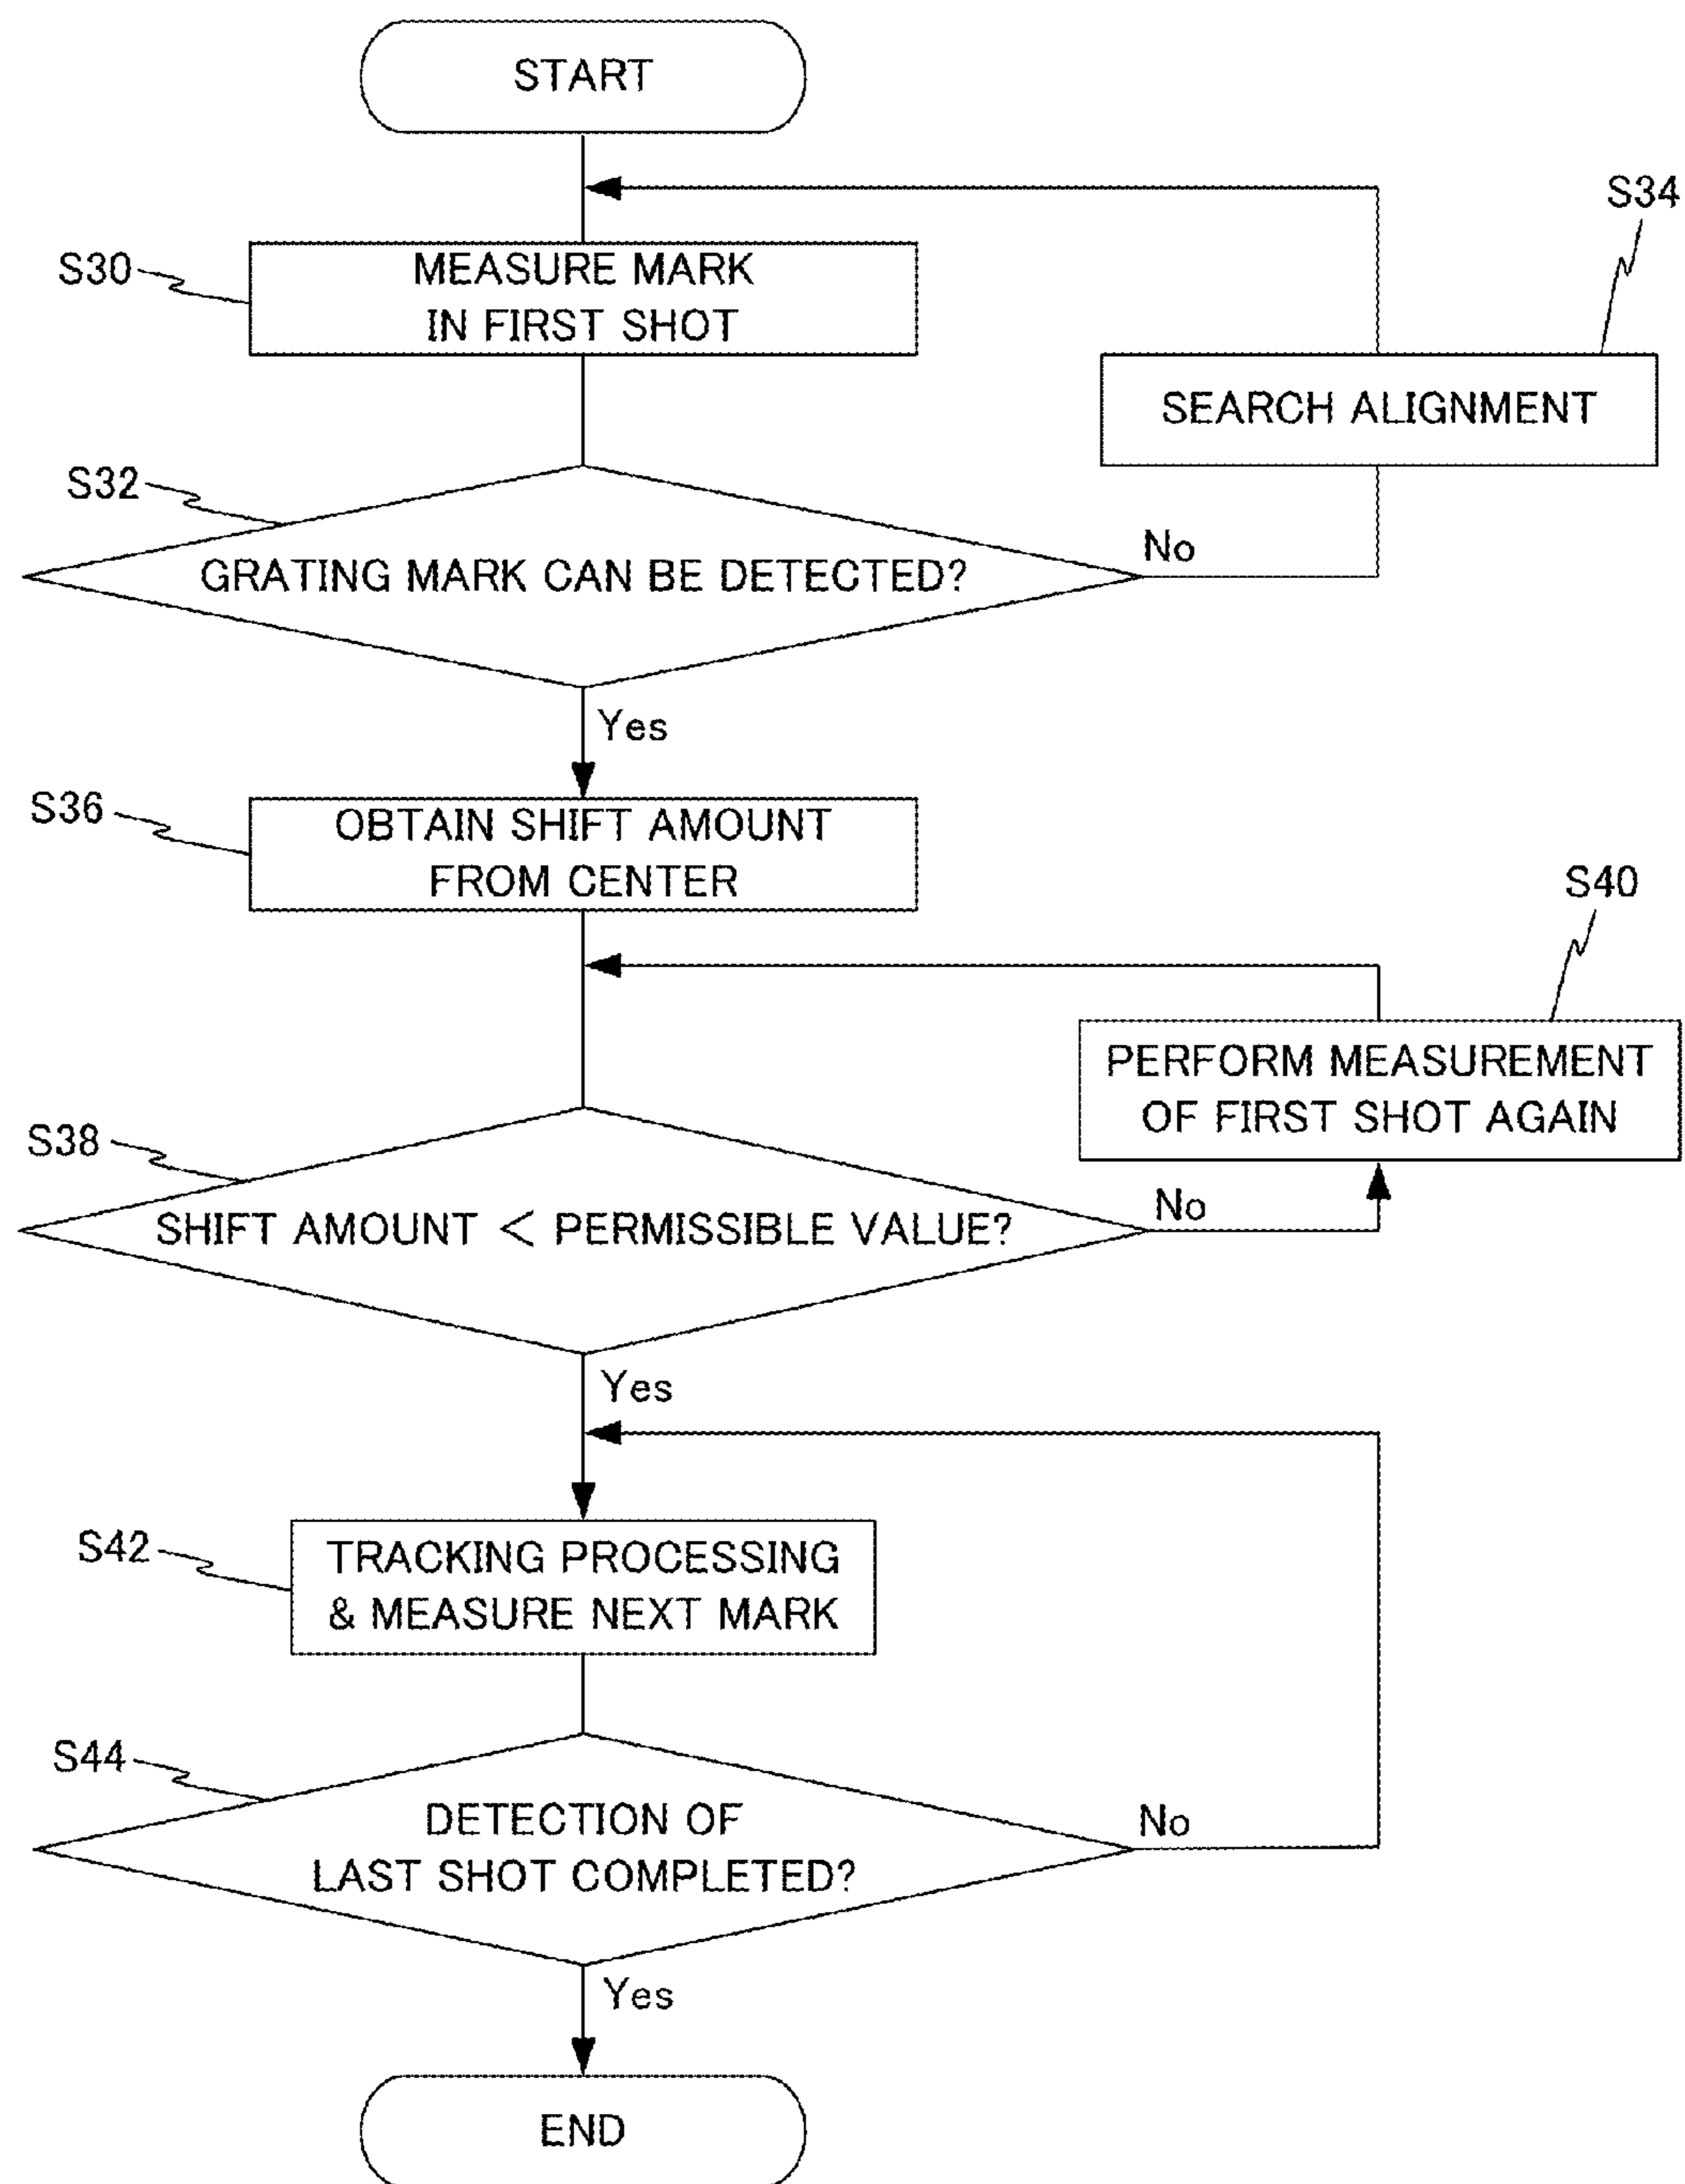 START
S34
S30
MEASURE MARK
IN FIRST SHOT
SEARCH ALIGNMENT
S32
GRATING MARK CAN BE DETECTED?
No
Yes
S36
OBTAIN SHIFT AMOUNT
FROM CENTER
S40
PERFORM MEASUREMENT
OF FIRST SHOT AGAIN
S38
SHIFT AMOUNT < PERMISSIBLE VALUE?
No
Yes
S42
TRACKING PROCESSING
& MEASURE NEXT MARK
S44
DETECTION OF
LAST SHOT COMPLETED?
No
Yes
END